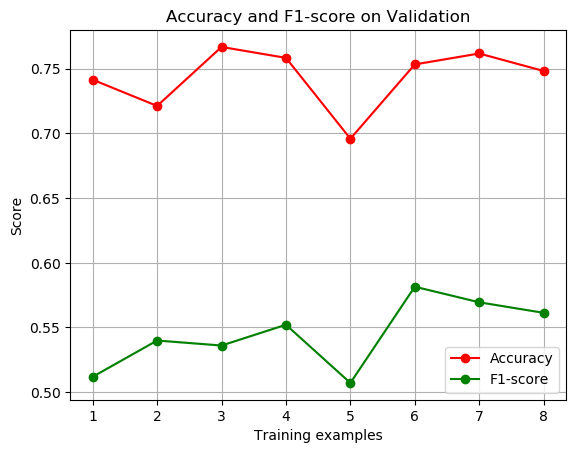 Accuracy and F1-score on Validation
Score
0.75
0.70
0.65
0.60
0.55
0.50
Accuracy
F1-score
1 2 3 4 5 6 7 8
Training examples